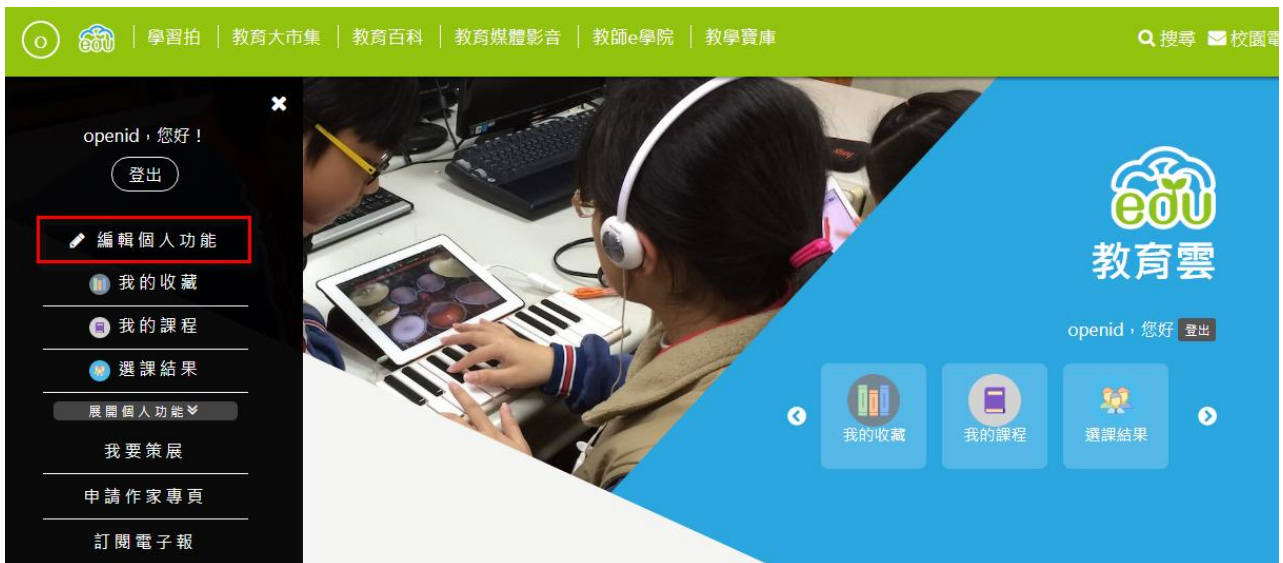 o edu 學習拍 教育大市集 教育百科 教育媒體影音 教師e學院 教學寶庫 搜尋 校園電
openid，您好！
登出
編輯個人功能
我的收藏
我的課程
選課結果
展開個人功能
我要策展
申請作家專頁
訂閱電子報
edu
教育雲
openid，您好 登出
我的收藏 我的課程 選課結果